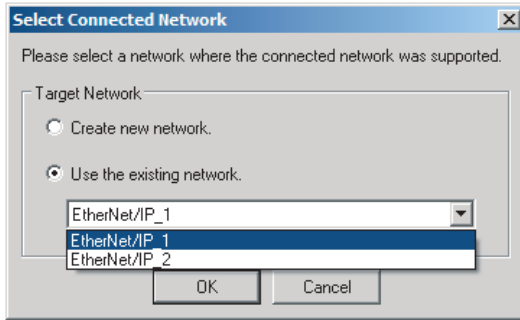 Select Connected Network
Please select a network where the connected network was supported.
Target Network
Create new network.
Use the existing network.
EtherNet/IP_1
EtherNet/IP_1
EtherNet/IP_2
OK Cancel